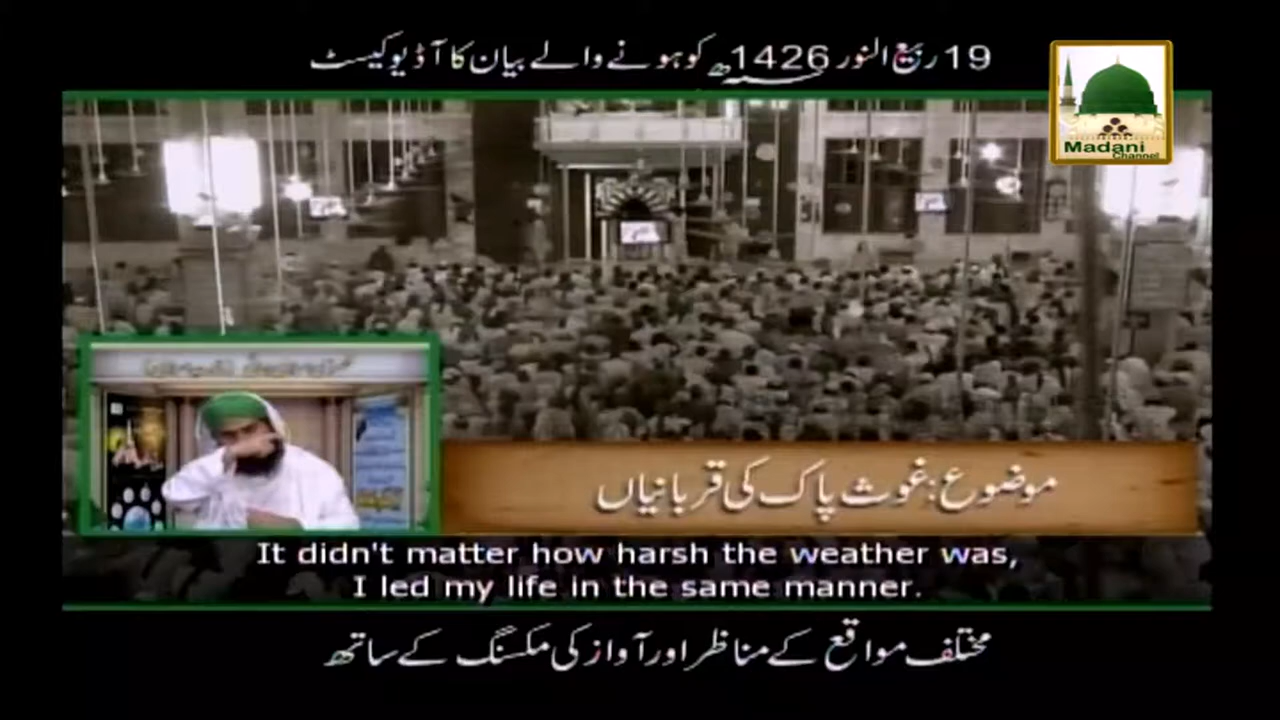 19 ربیع النور 1426ھ کو ہونے والے بیان کا آڈیو کیسٹ
Madani
Channel
موضوع: غوث پاک کی قربانیاں
It didn't matter how harsh the weather was,
I led my life in the same manner.
مختلف مواقع کے مناظر اور آواز کی مکسنگ کے ساتھ